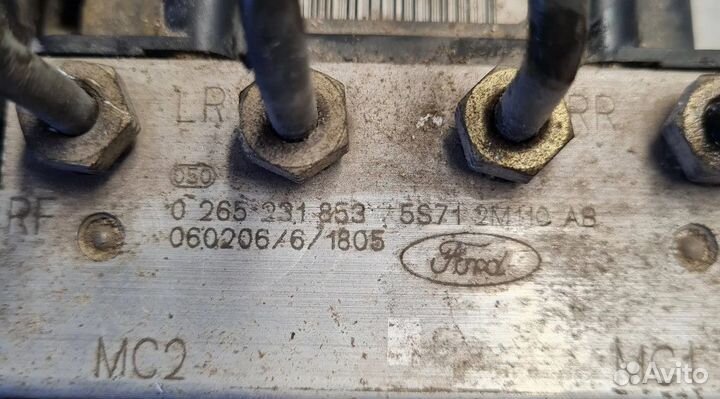 LR RR
050
RF
0 265 231 853 5S71 2M110 AB
060206/6/1805 Ford
MC2 MC1
Avito